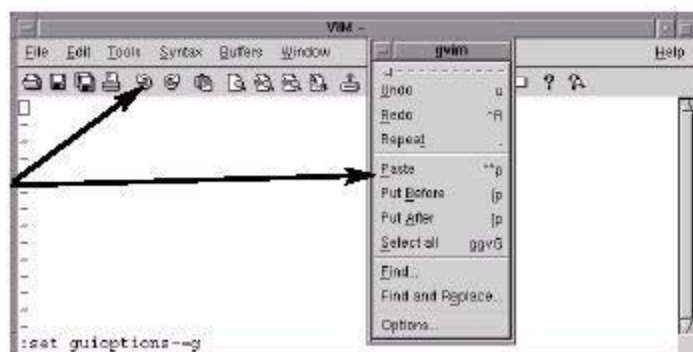 VIM -
File Edit Tools Syntax Buffers Window Help
gvim
Undo u
Redo ^R
Repeat .
Paste "*p
Put Before [p
Put After ]p
Select all ggvG
Find...
Find and Replace...
Options...
:set guioptions-=g